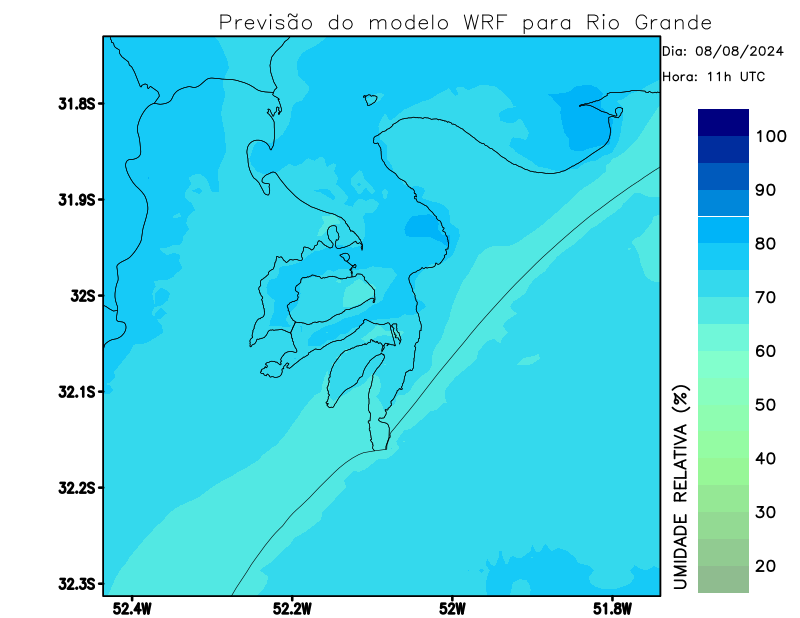 Previsão do modelo WRF para Rio Grande
Dia: 08/08/2024
Hora: 11h UTC
31.8S
31.9S
32S
32.1S
32.2S
32.3S
52.4W
52.2W
52W
51.8W
100
90
80
70
60
50
40
30
20
UMIDADE RELATIVA (%)